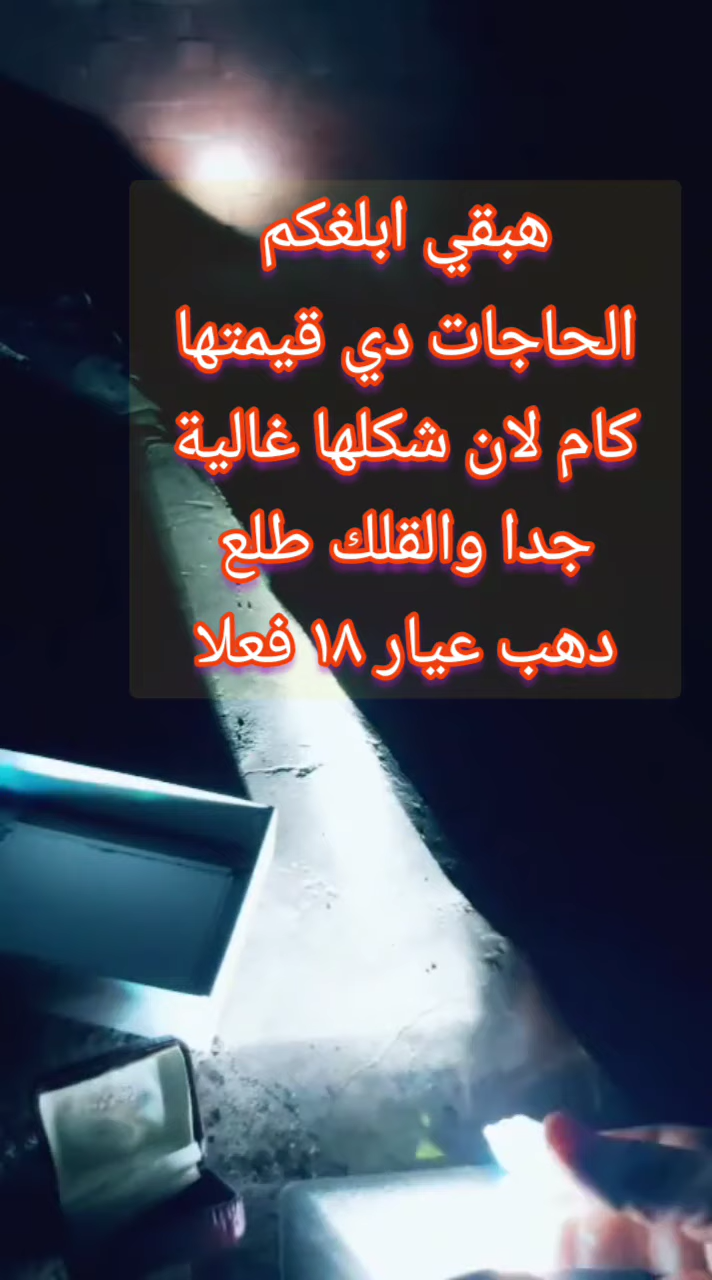 هبقي ابلغكم
الحاجات دي قيمتها
كام لان شكلها غالية
جدا والقلك طلع
دهب عيار ١٨ فعلا